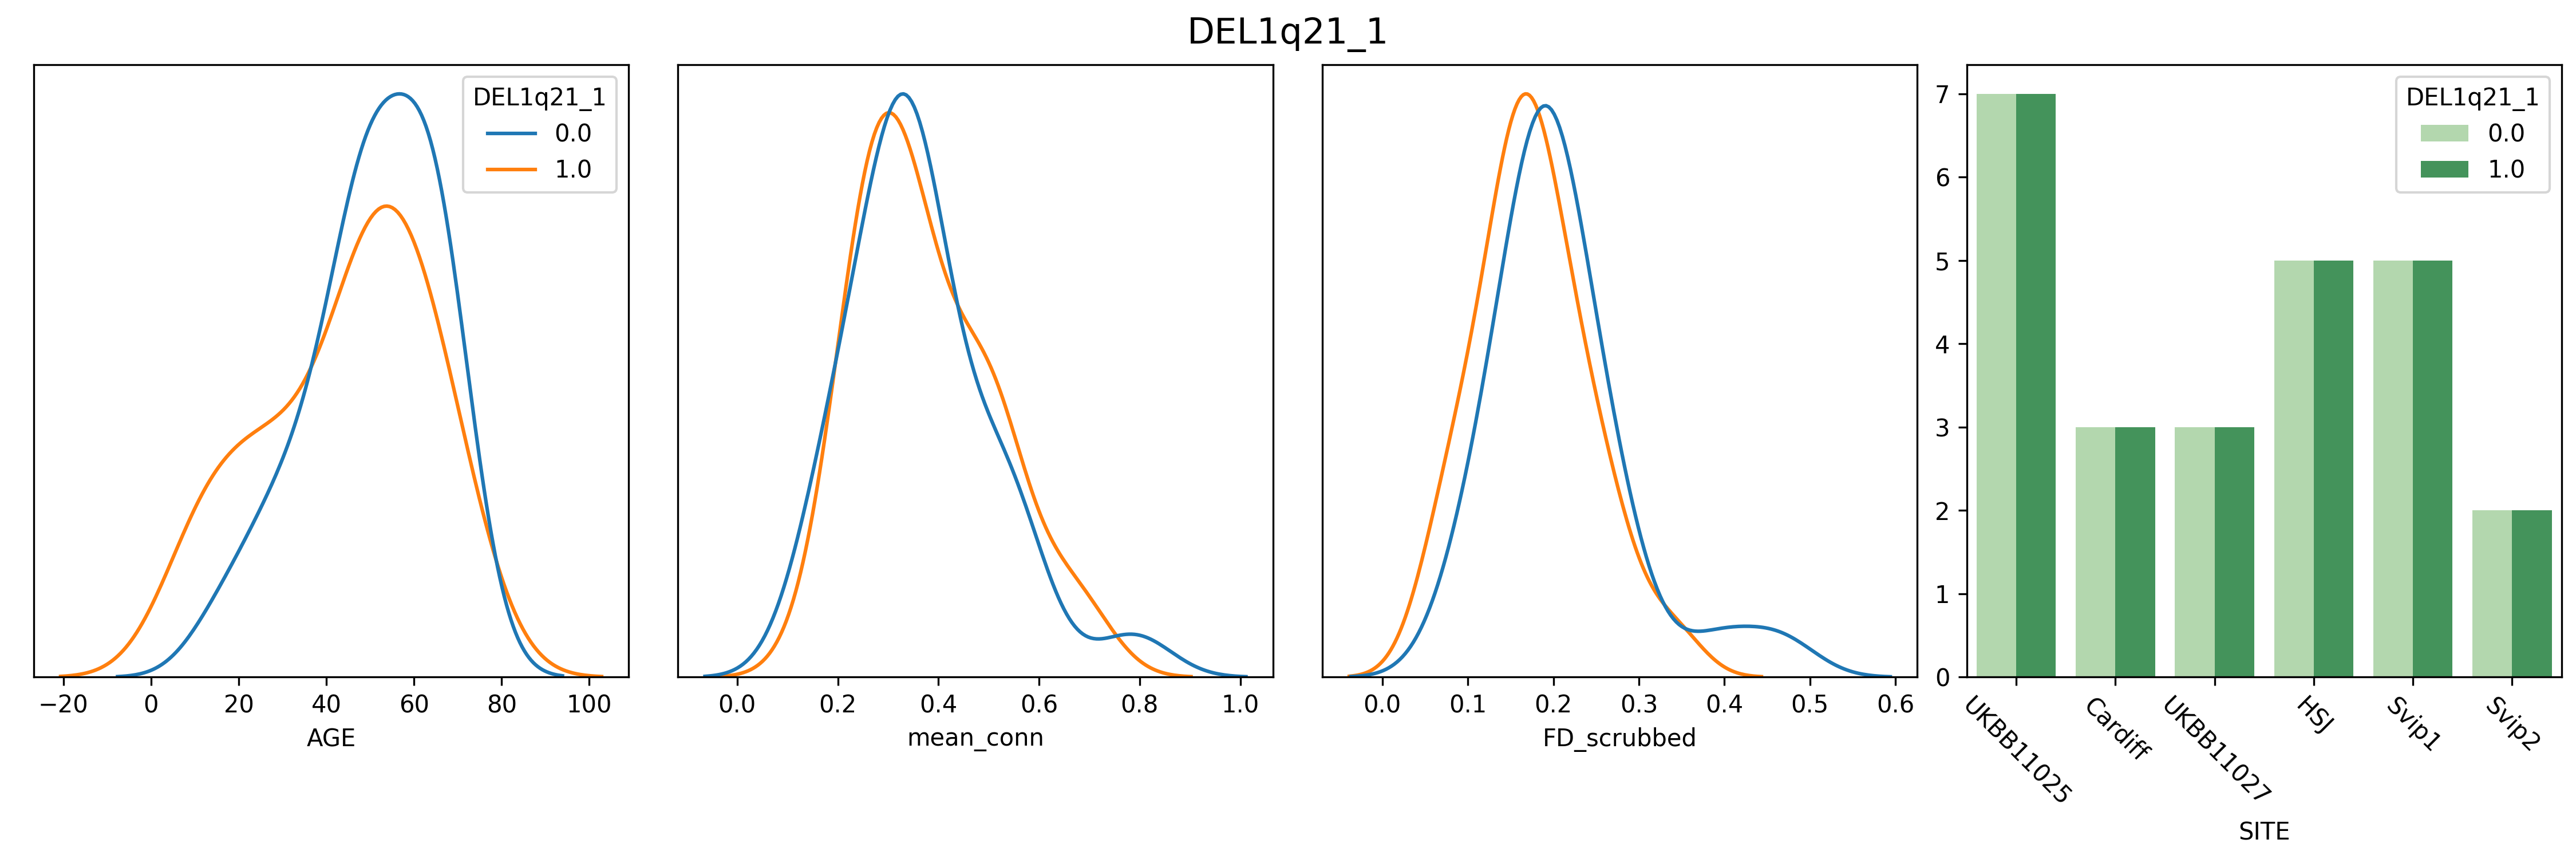 DEL1q21_1
DEL1q21_1
0.0
1.0
−20 0 20 40 60 80 100
AGE
0.0 0.2 0.4 0.6 0.8 1.0
mean_conn
0.0 0.1 0.2 0.3 0.4 0.5 0.6
FD_scrubbed
DEL1q21_1
0.0
1.0
7
6
5
4
3
2
1
0
UKBB11025
Cardiff
UKBB11027
HSJ
Svip1
Svip2
SITE